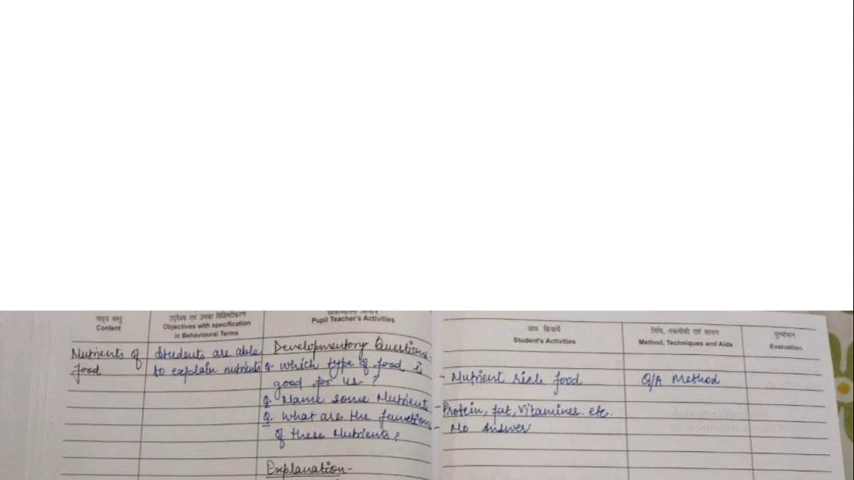 पाठ्य वस्तु
Content
उद्देश्य एवं उनका विशिष्टीकरण
Objectives with specification
in Behavioural Terms
Pupil Teacher's Activities
छात्र क्रियायें
Student's Activities
विधि, तकनीकी एवं साधन
Method, Techniques and Aids
मूल्यांकन
Evaluation
Nutrients of
food
Students are able
to explain nutrients
Developmentory Questions
Q. which type of food is
good for us?
Q. Name some Nutrients
Q. What are the functions
of these Nutrients?
Explanation-
- Nutrient rich food
- Protein, fat, Vitamines etc.
- No Answer
Q/A Method